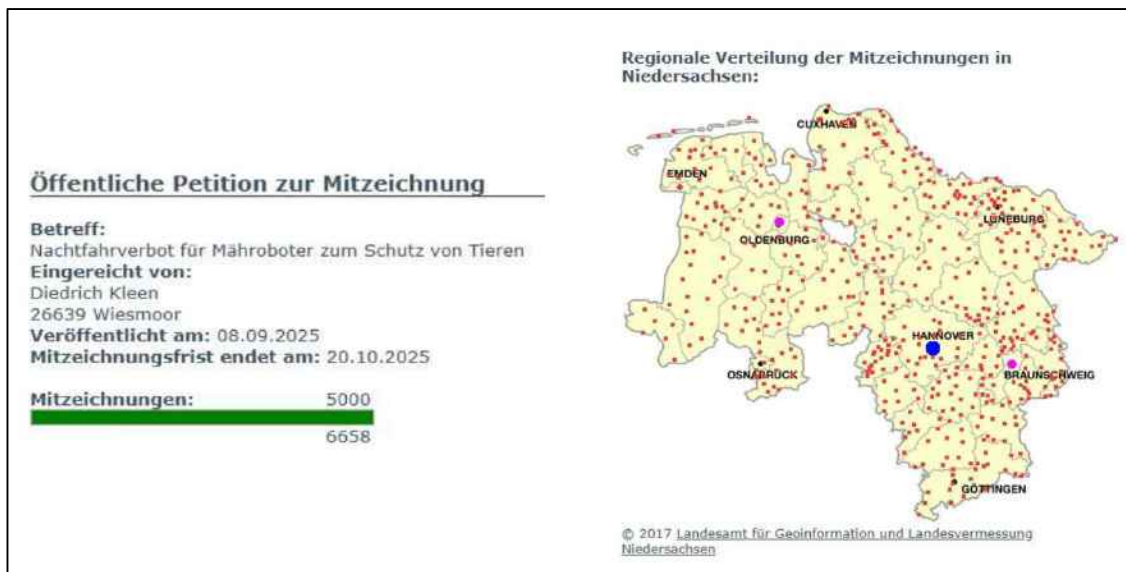 Öffentliche Petition zur Mitzeichnung
Betreff:
Nachtfahrverbot für Mähroboter zum Schutz von Tieren
Eingereicht von:
Diedrich Kleen
26639 Wiesmoor
Veröffentlicht am: 08.09.2025
Mitzeichnungsfrist endet am: 20.10.2025
Mitzeichnungen: 5000
6658
Regionale Verteilung der Mitzeichnungen in
Niedersachsen:
CUXHAVEN
EMDEN
LÜNEBURG
OLDENBURG
HANNOVER
OSNABRÜCK
BRAUNSCHWEIG
GÖTTINGEN
© 2017 Landesamt für Geoinformation und Landesvermessung
Niedersachsen